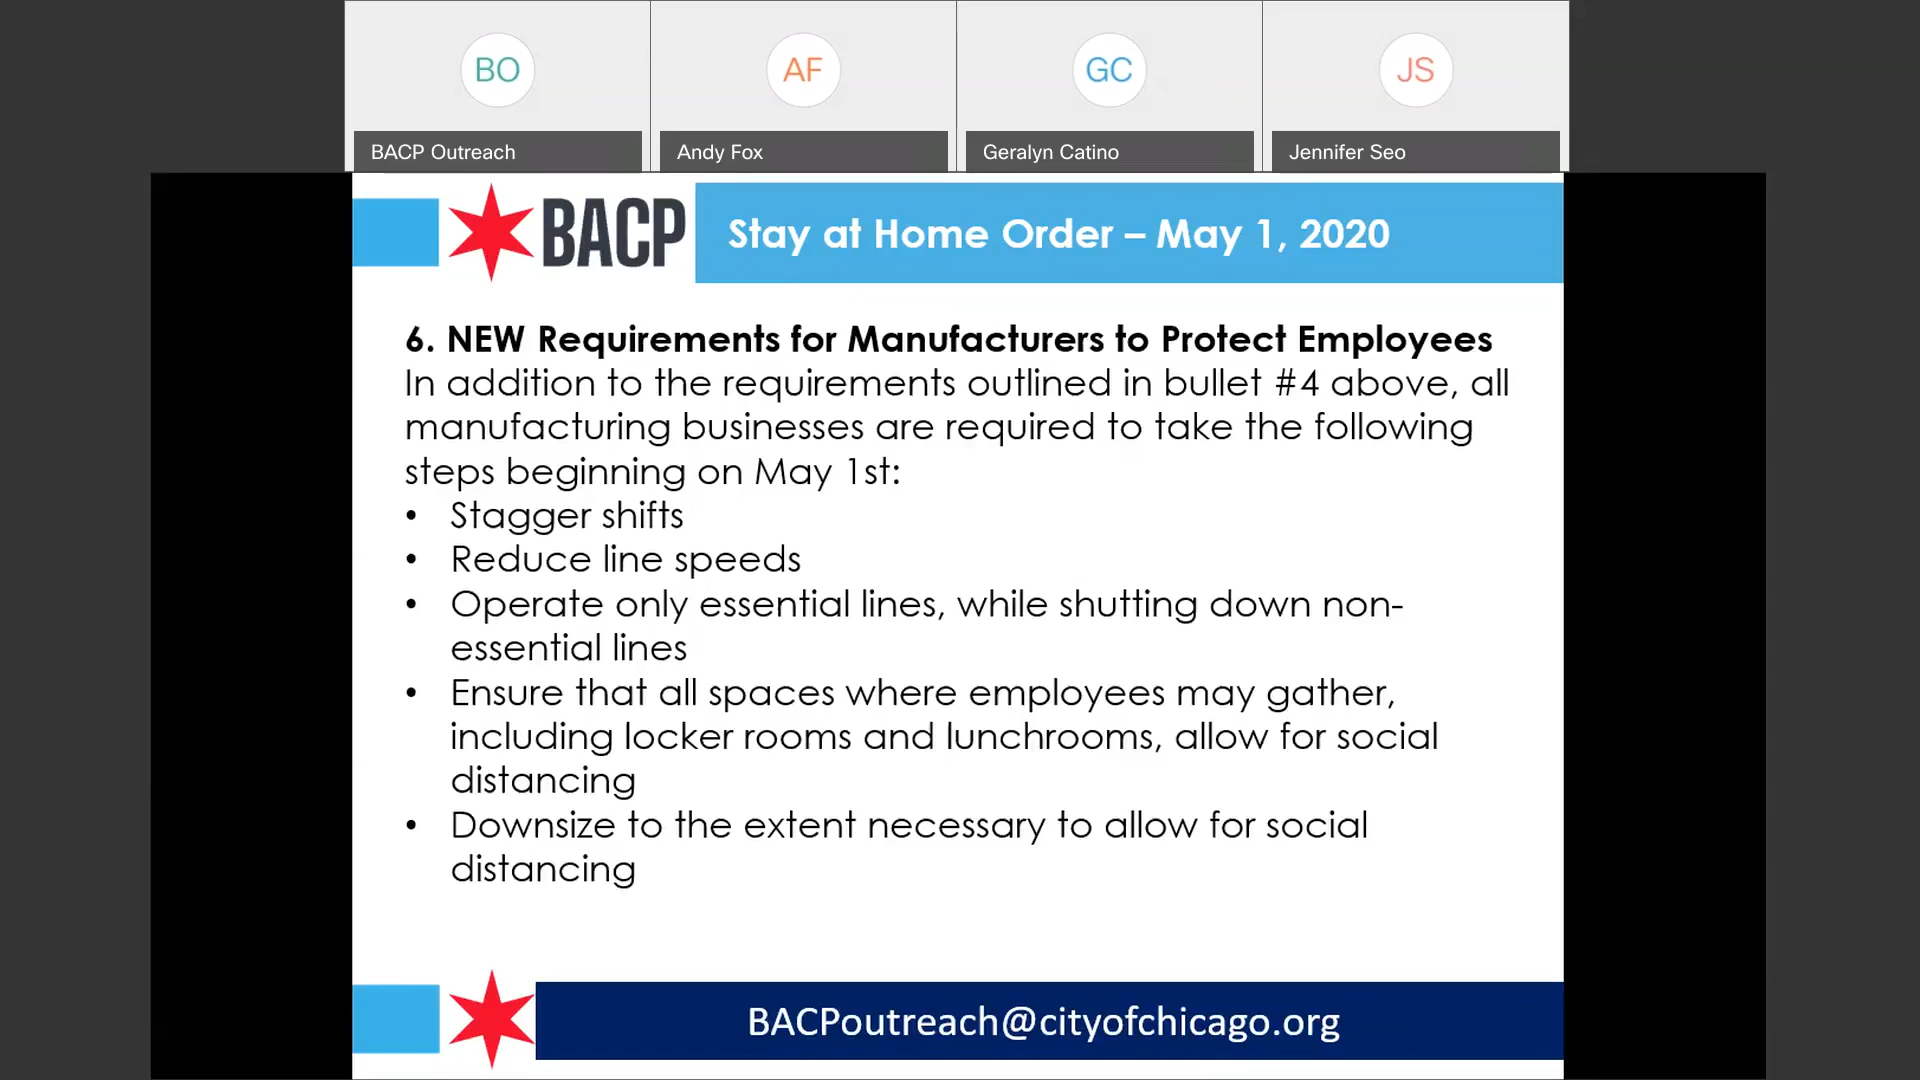 BO
AF
GC
JS
BACP Outreach
Andy Fox
Geralyn Catino
Jennifer Seo
BACP
Stay at Home Order – May 1, 2020
6. NEW Requirements for Manufacturers to Protect Employees
In addition to the requirements outlined in bullet #4 above, all
manufacturing businesses are required to take the following
steps beginning on May 1st:
• Stagger shifts
• Reduce line speeds
• Operate only essential lines, while shutting down non-
essential lines
• Ensure that all spaces where employees may gather,
including locker rooms and lunchrooms, allow for social
distancing
• Downsize to the extent necessary to allow for social
distancing
BACPoutreach@cityofchicago.org